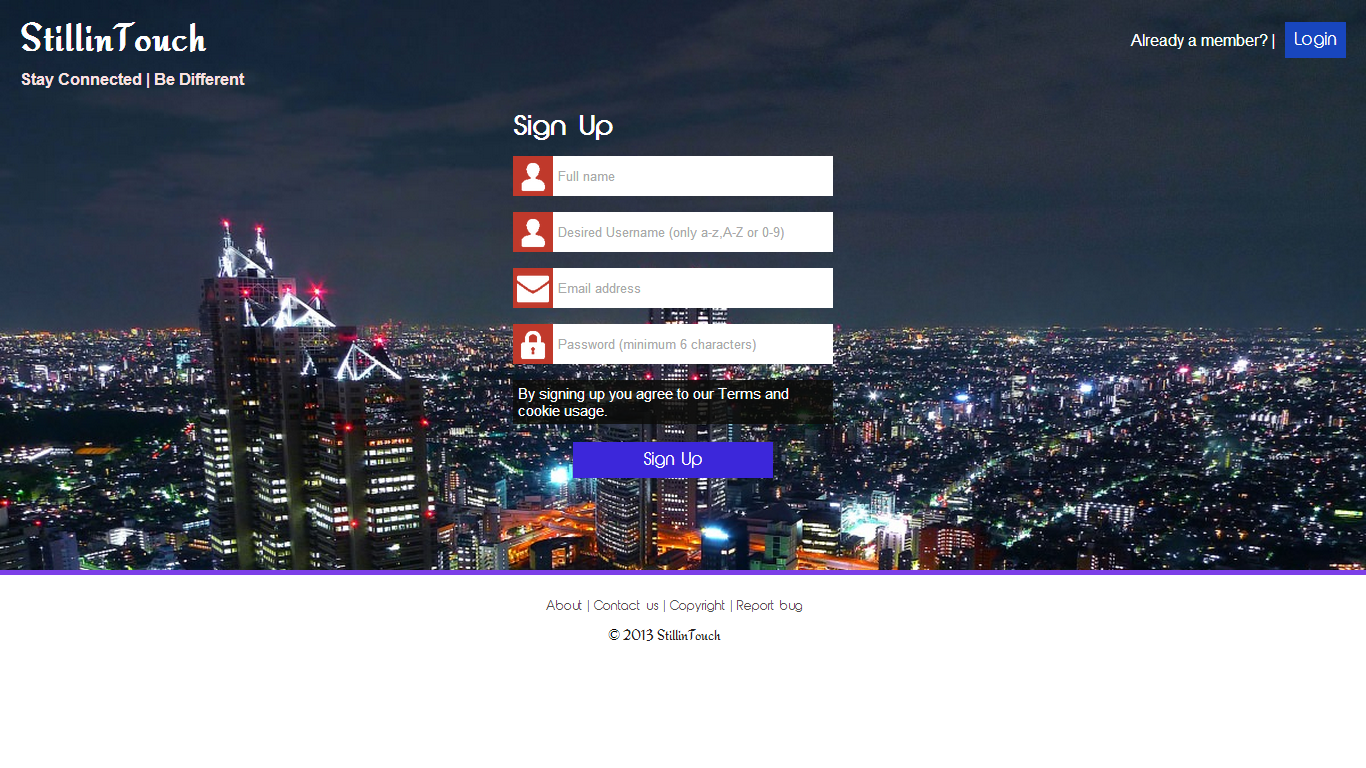 StillinTouch
Already a member? | Login
Stay Connected | Be Different
Sign Up
Full name
Desired Username (only a-z,A-Z or 0-9)
Email address
Password (minimum 6 characters)
By signing up you agree to our Terms and
cookie usage.
Sign Up
About | Contact us | Copyright | Report bug
© 2013 StillinTouch